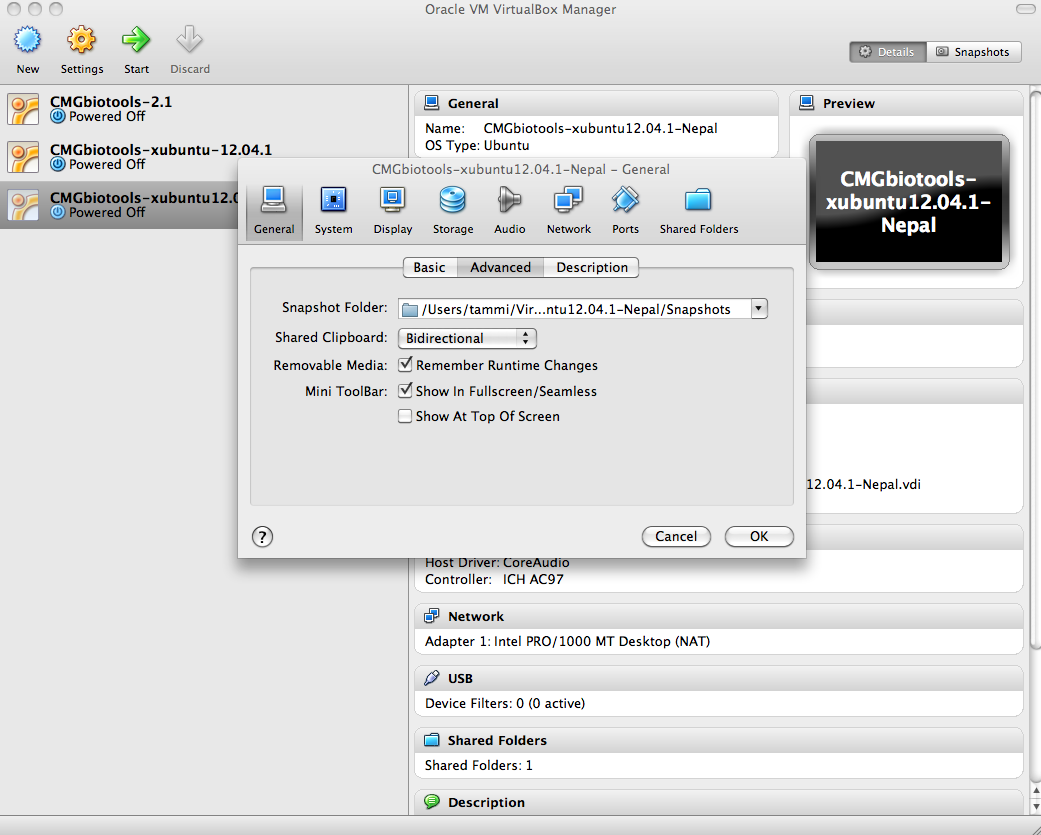 Oracle VM VirtualBox Manager
New
Settings
Start
Discard
Details
Snapshots
CMGbiotools-2.1
Powered Off
CMGbiotools-xubuntu-12.04.1
Powered Off
CMGbiotools-xubuntu12.0
Powered Off
General
Name: CMGbiotools-xubuntu12.04.1-Nepal
OS Type: Ubuntu
Preview
CMGbiotools-
xubuntu12.04.1-
Nepal
CMGbiotools-xubuntu12.04.1-Nepal - General
General
System
Display
Storage
Audio
Network
Ports
Shared Folders
Basic
Advanced
Description
Snapshot Folder: /Users/tammi/Vir...ntu12.04.1-Nepal/Snapshots
Shared Clipboard: Bidirectional
Removable Media: Remember Runtime Changes
Mini ToolBar: Show In Fullscreen/Seamless
Show At Top Of Screen
?
Cancel
OK
12.04.1-Nepal.vdi
Host Driver: CoreAudio
Controller: ICH AC97
Network
Adapter 1: Intel PRO/1000 MT Desktop (NAT)
USB
Device Filters: 0 (0 active)
Shared Folders
Shared Folders: 1
Description